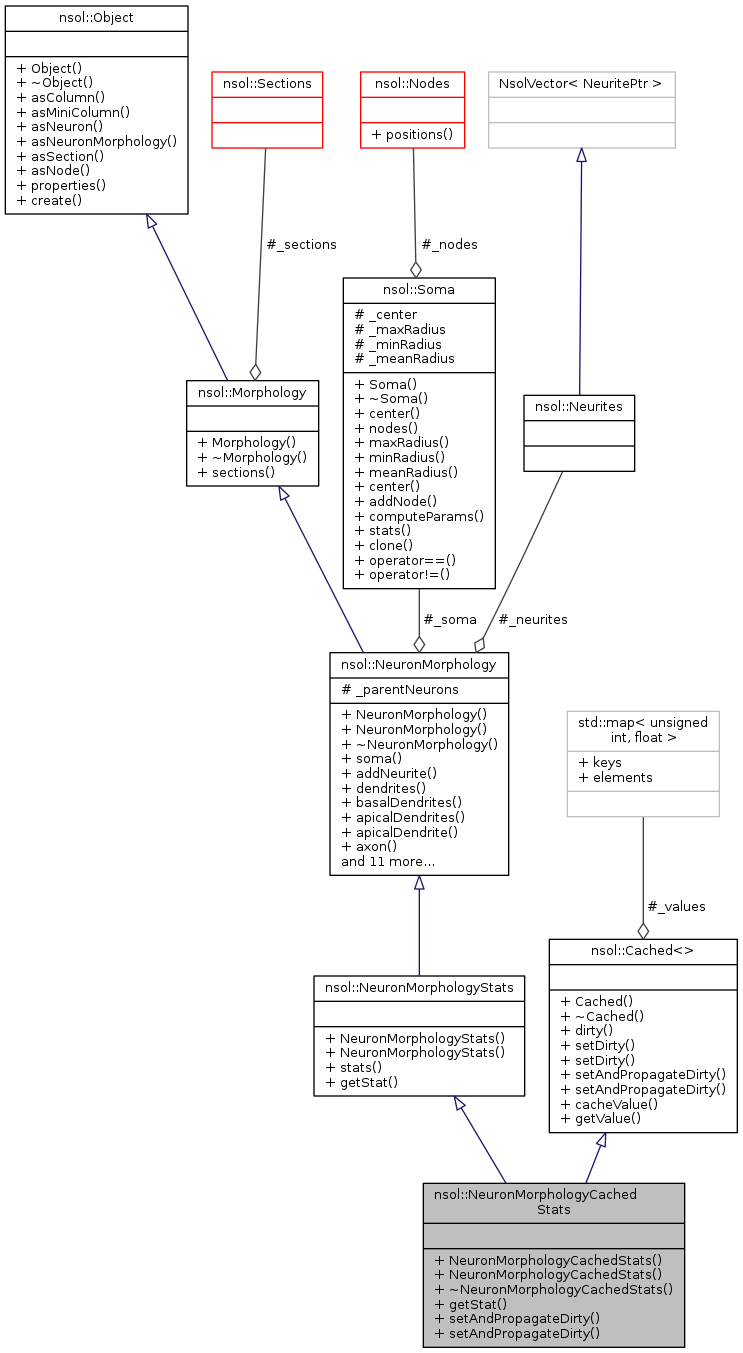 nsol::Object
+ Object()
+ ~Object()
+ asColumn()
+ asMiniColumn()
+ asNeuron()
+ asNeuronMorphology()
+ asSection()
+ asNode()
+ properties()
+ create()
nsol::Sections
nsol::Nodes
+ positions()
NsolVector< NeuritePtr >
#_sections
#_nodes
nsol::Morphology
+ Morphology()
+ ~Morphology()
+ sections()
nsol::Soma
# _center
# _maxRadius
# _minRadius
# _meanRadius
+ Soma()
+ ~Soma()
+ center()
+ nodes()
+ maxRadius()
+ minRadius()
+ meanRadius()
+ center()
+ addNode()
+ computeParams()
+ stats()
+ clone()
+ operator==()
+ operator!=()
nsol::Neurites
#_soma
#_neurites
nsol::NeuronMorphology
# _parentNeurons
+ NeuronMorphology()
+ NeuronMorphology()
+ ~NeuronMorphology()
+ soma()
+ addNeurite()
+ dendrites()
+ basalDendrites()
+ apicalDendrites()
+ apicalDendrite()
+ axon()
and 11 more...
std::map< unsigned
int, float >
+ keys
+ elements
#_values
nsol::NeuronMorphologyStats
+ NeuronMorphologyStats()
+ NeuronMorphologyStats()
+ stats()
+ getStat()
nsol::Cached<>
+ Cached()
+ ~Cached()
+ dirty()
+ setDirty()
+ setDirty()
+ setAndPropagateDirty()
+ setAndPropagateDirty()
+ cacheValue()
+ getValue()
nsol::NeuronMorphologyCached
Stats
+ NeuronMorphologyCachedStats()
+ NeuronMorphologyCachedStats()
+ ~NeuronMorphologyCachedStats()
+ getStat()
+ setAndPropagateDirty()
+ setAndPropagateDirty()